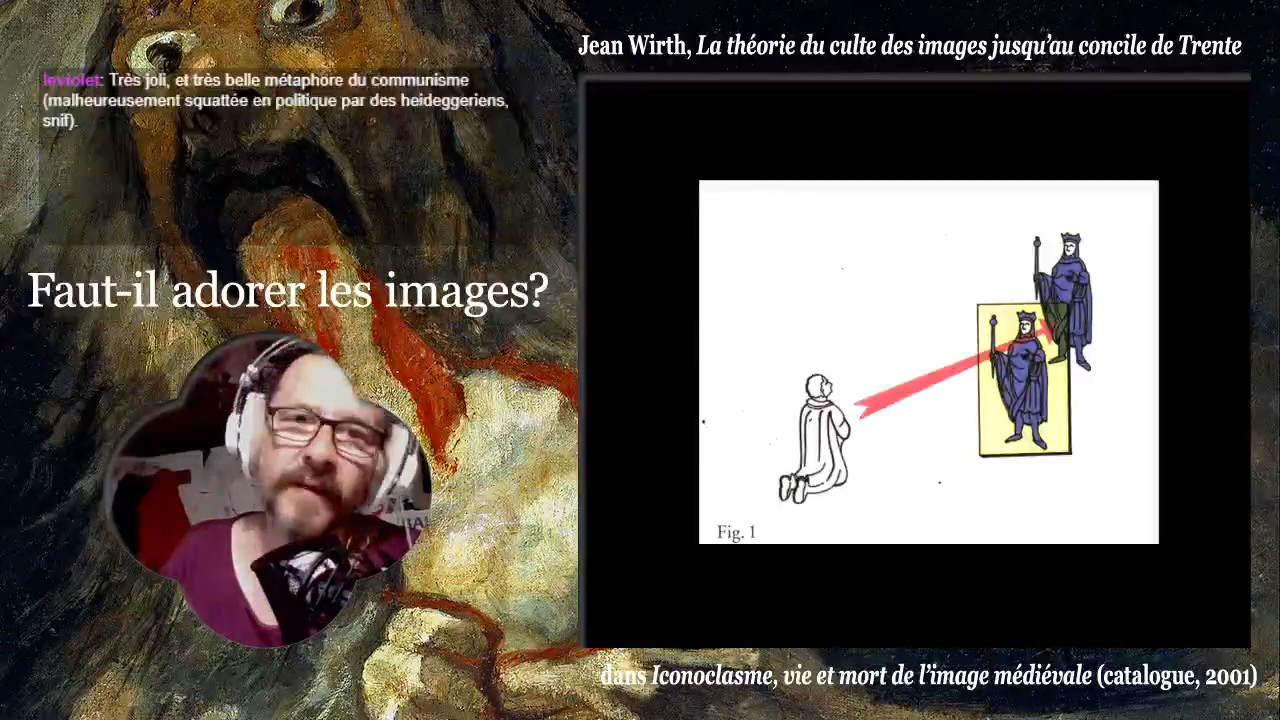 Jean Wirth, La théorie du culte des images jusqu'au concile de Trente
leviolet: Très joli, et très belle métaphore du communisme
(malheureusement squattée en politique par des heideggeriens,
snif).
Faut-il adorer les images?
Fig. 1
dans Iconoclasme, vie et mort de l'image médiévale (catalogue, 2001)